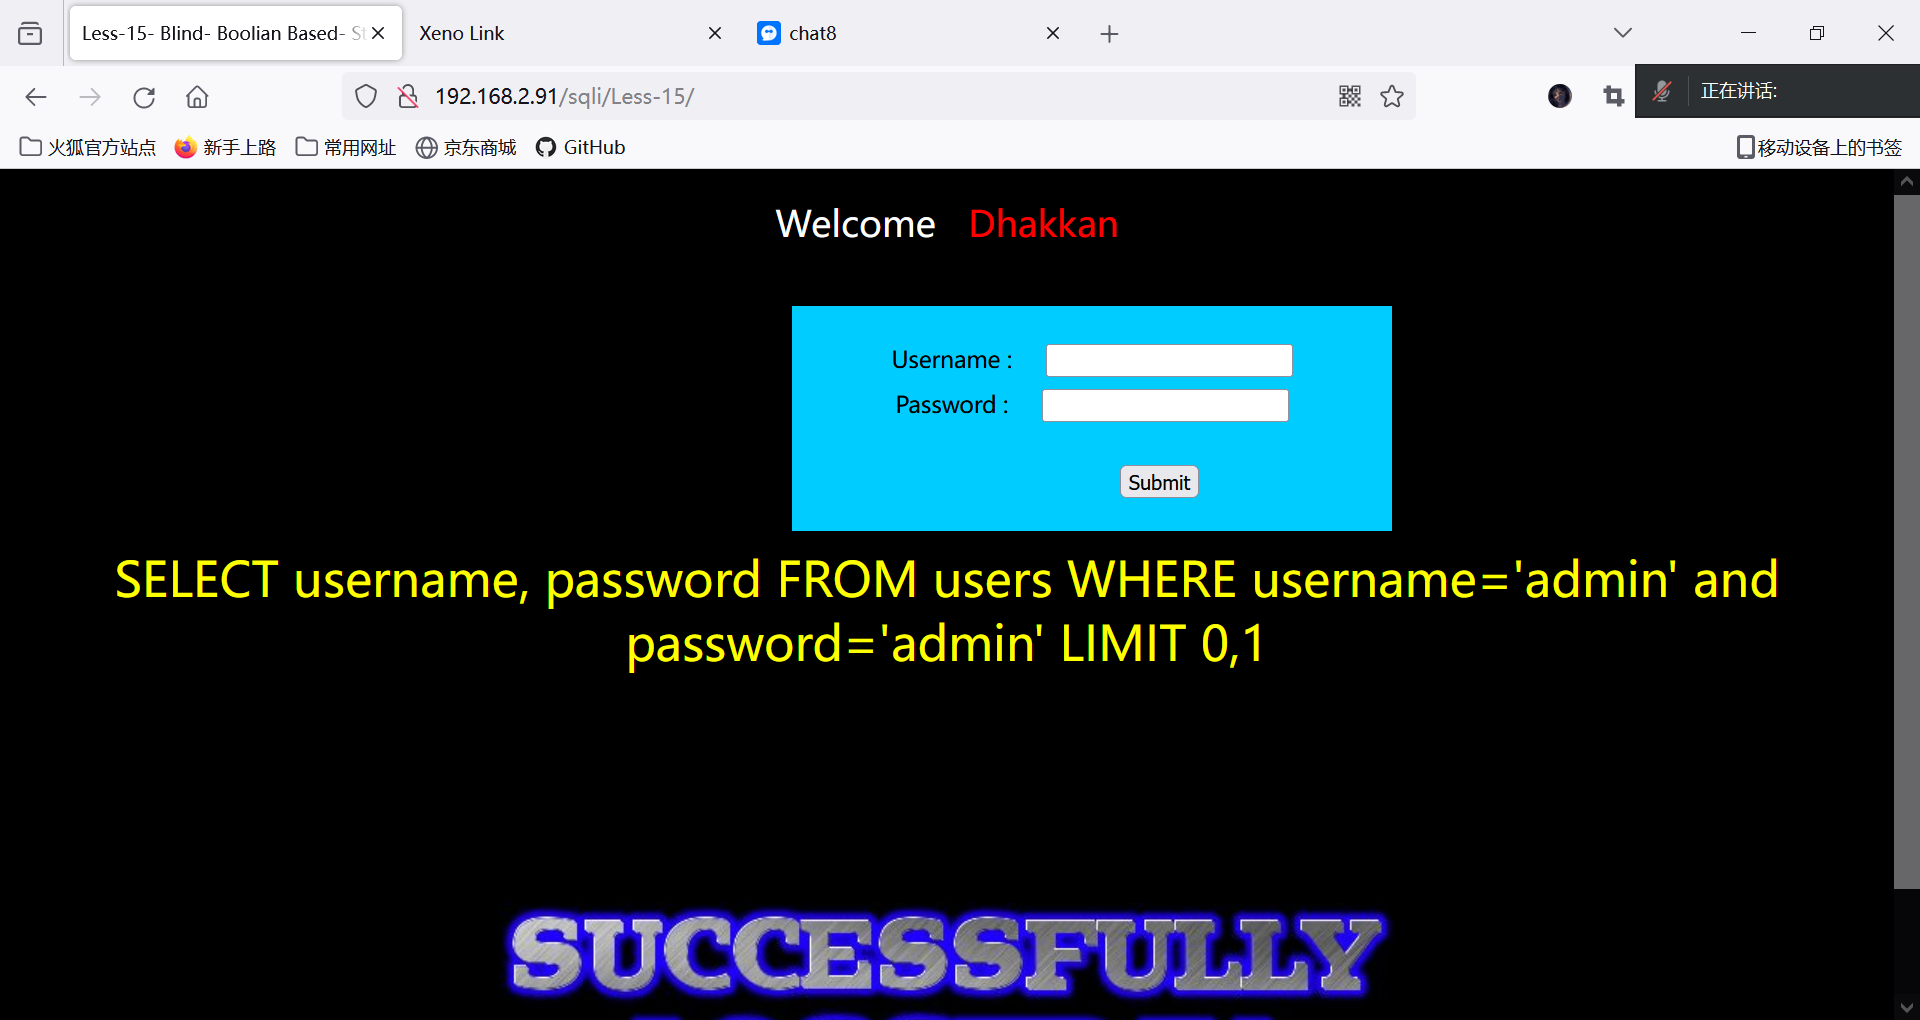 Less-15- Blind- Boolian Based- St
Xeno Link
chat8
192.168.2.91/sqli/Less-15/
正在讲话:
火狐官方站点
新手上路
常用网址
京东商城
GitHub
移动设备上的书签
Welcome Dhakkan
Username :
Password :
Submit
SELECT username, password FROM users WHERE username='admin' and
password='admin' LIMIT 0,1
SUCCESSFULLY